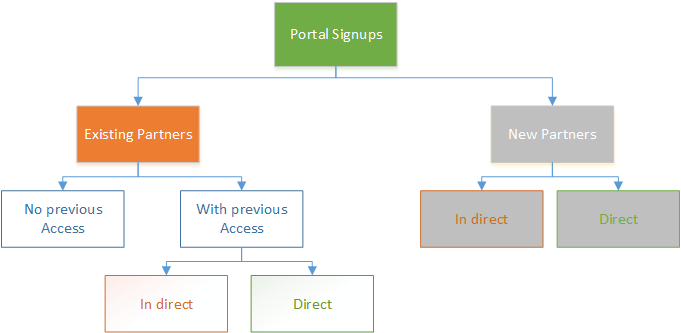 Portal Signups
Existing Partners
New Partners
No previous
Access
With previous
Access
In direct
Direct
In direct
Direct